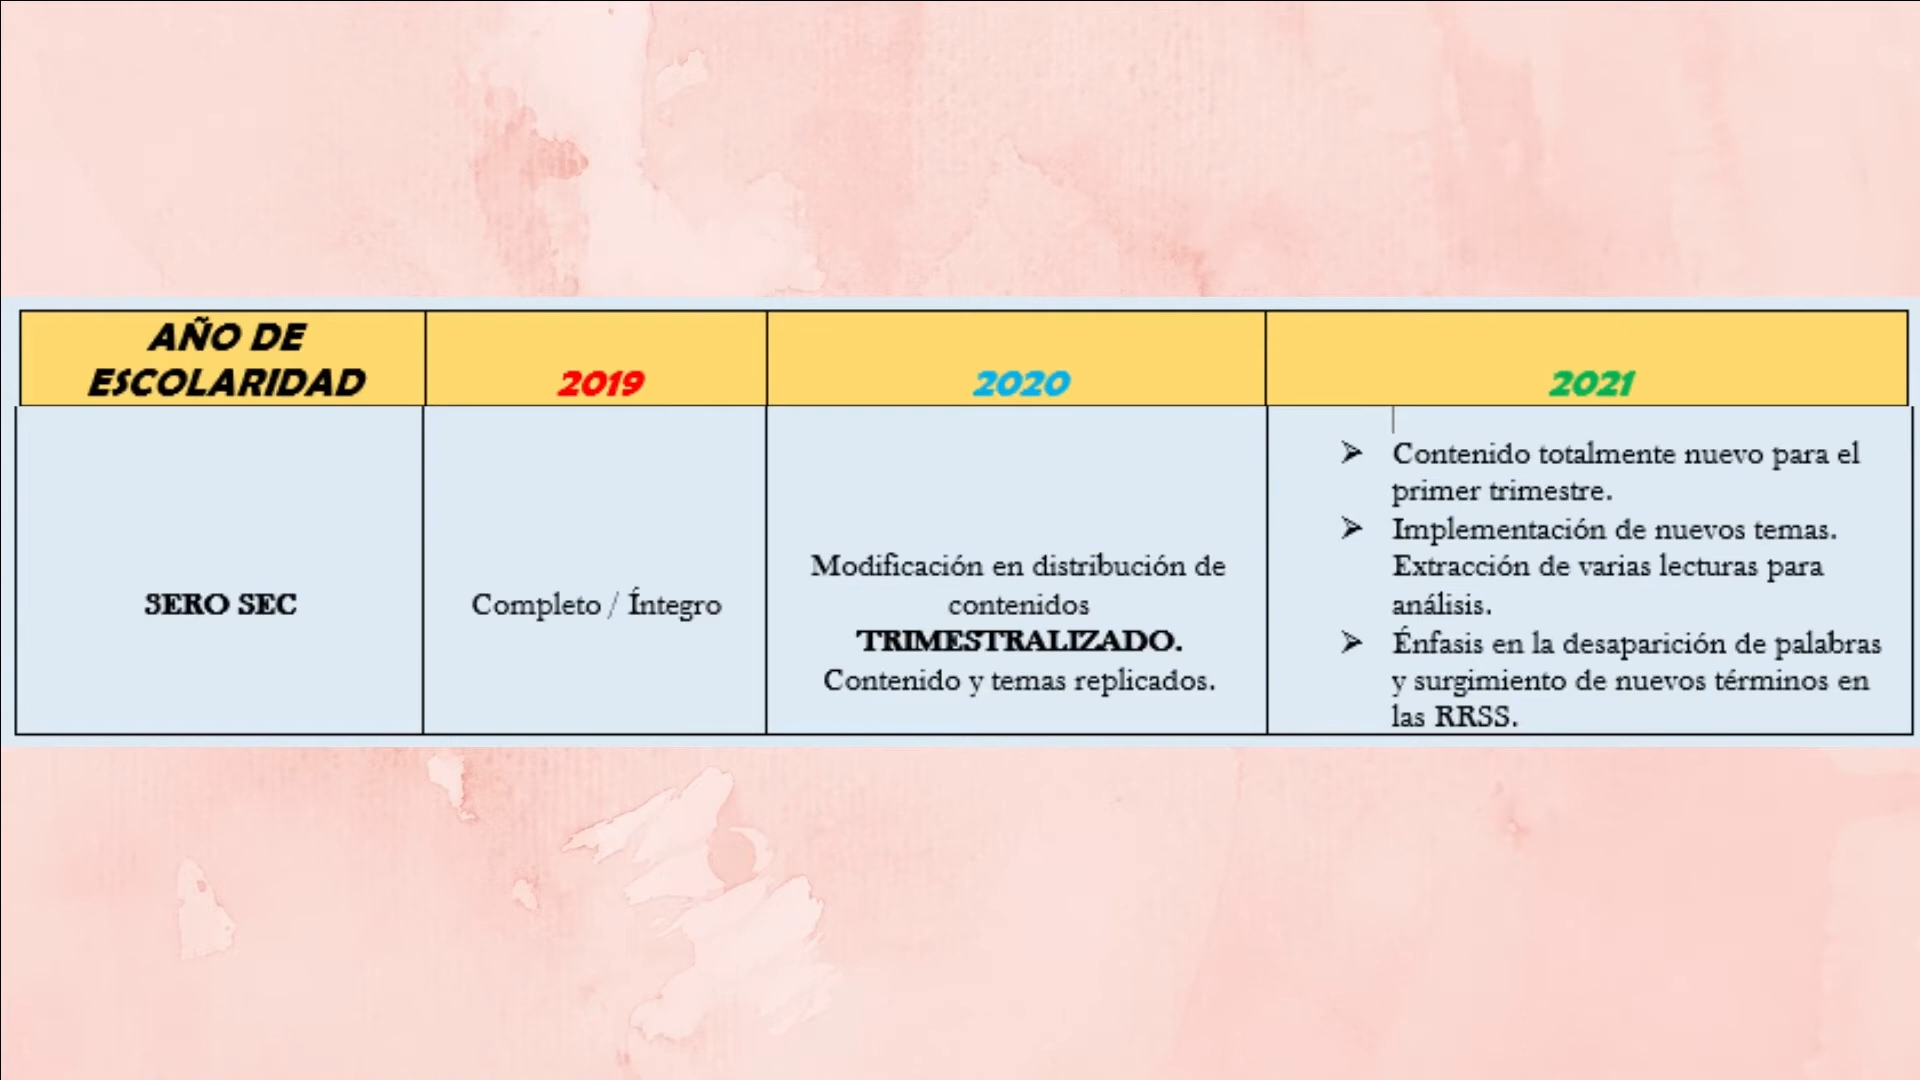 AÑO DE
ESCOLARIDAD
2019
2020
2021
3ERO SEC
Completo / Íntegro
Modificación en distribución de
contenidos
TRIMESTRALIZADO.
Contenido y temas replicados.
➢ Contenido totalmente nuevo para el
primer trimestre.
➢ Implementación de nuevos temas.
Extracción de varias lecturas para
análisis.
➢ Énfasis en la desaparición de palabras
y surgimiento de nuevos términos en
las RRSS.